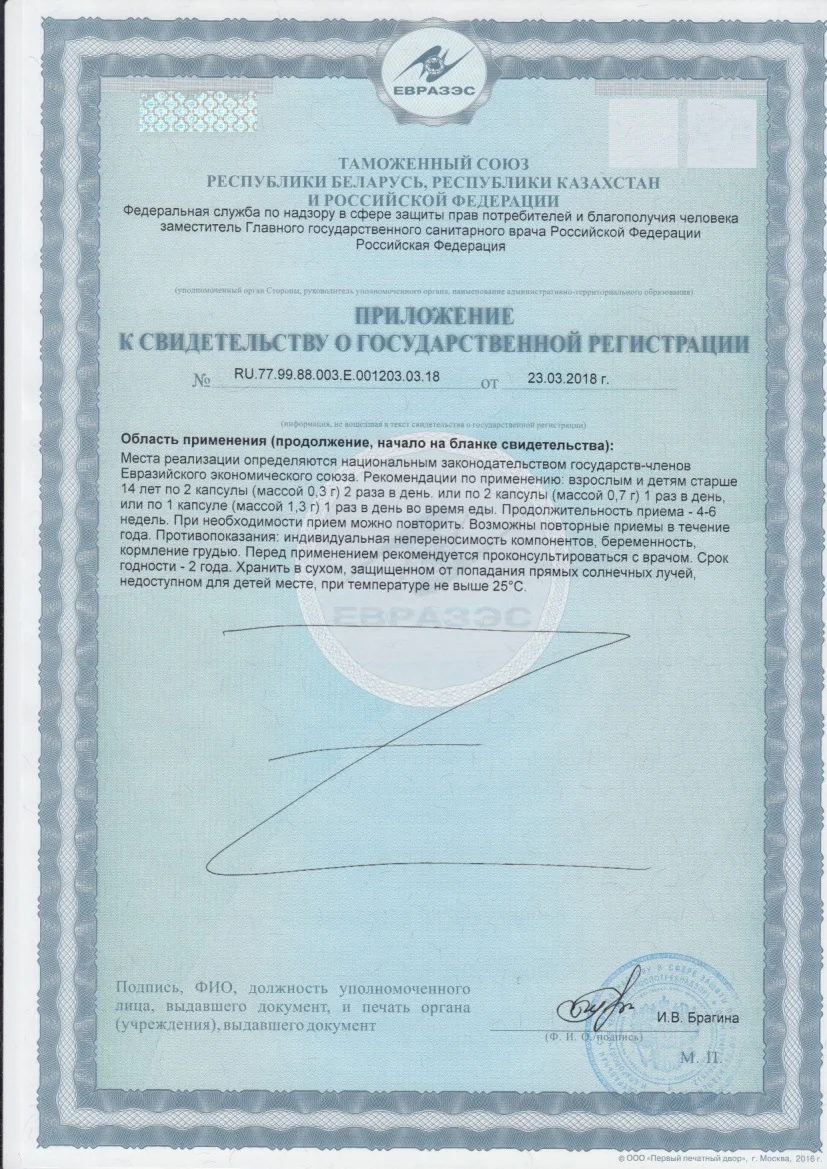 ЕВРАЗЭС
ТАМОЖЕННЫЙ СОЮЗ
РЕСПУБЛИКИ БЕЛАРУСЬ, РЕСПУБЛИКИ КАЗАХСТАН
И РОССИЙСКОЙ ФЕДЕРАЦИИ
Федеральная служба по надзору в сфере защиты прав потребителей и благополучия человека
заместитель Главного государственного санитарного врача Российской Федерации
Российская Федерация
(уполномоченный орган Стороны, руководитель уполномоченного органа, наименование административно-территориального образования)
ПРИЛОЖЕНИЕ
К СВИДЕТЕЛЬСТВУ О ГОСУДАРСТВЕННОЙ РЕГИСТРАЦИИ
№ RU.77.99.88.003.Е.001203.03.18 от 23.03.2018 г.
(информация, не вошедшая в текст свидетельства о государственной регистрации)
Область применения (продолжение, начало на бланке свидетельства):
Места реализации определяются национальным законодательством государств-членов
Евразийского экономического союза. Рекомендации по применению: взрослым и детям старше
14 лет по 2 капсулы (массой 0,3 г) 2 раза в день. или по 2 капсулы (массой 0,7 г) 1 раз в день,
или по 1 капсуле (массой 1,3 г) 1 раз в день во время еды. Продолжительность приема - 4-6
недель. При необходимости прием можно повторить. Возможны повторные приемы в течение
года. Противопоказания: индивидуальная непереносимость компонентов, беременность,
кормление грудью. Перед применением рекомендуется проконсультироваться с врачом. Срок
годности - 2 года. Хранить в сухом, защищенном от попадания прямых солнечных лучей,
недоступном для детей месте, при температуре не выше 25°С.
ЕВРАЗЭС
Подпись, ФИО, должность уполномоченного
лица, выдавшего документ, и печать органа
(учреждения), выдавшего документ
И.В. Брагина
(Ф. И. О. подпись)
М. П.
© ООО «Первый печатный двор», г. Москва, 2016 г.